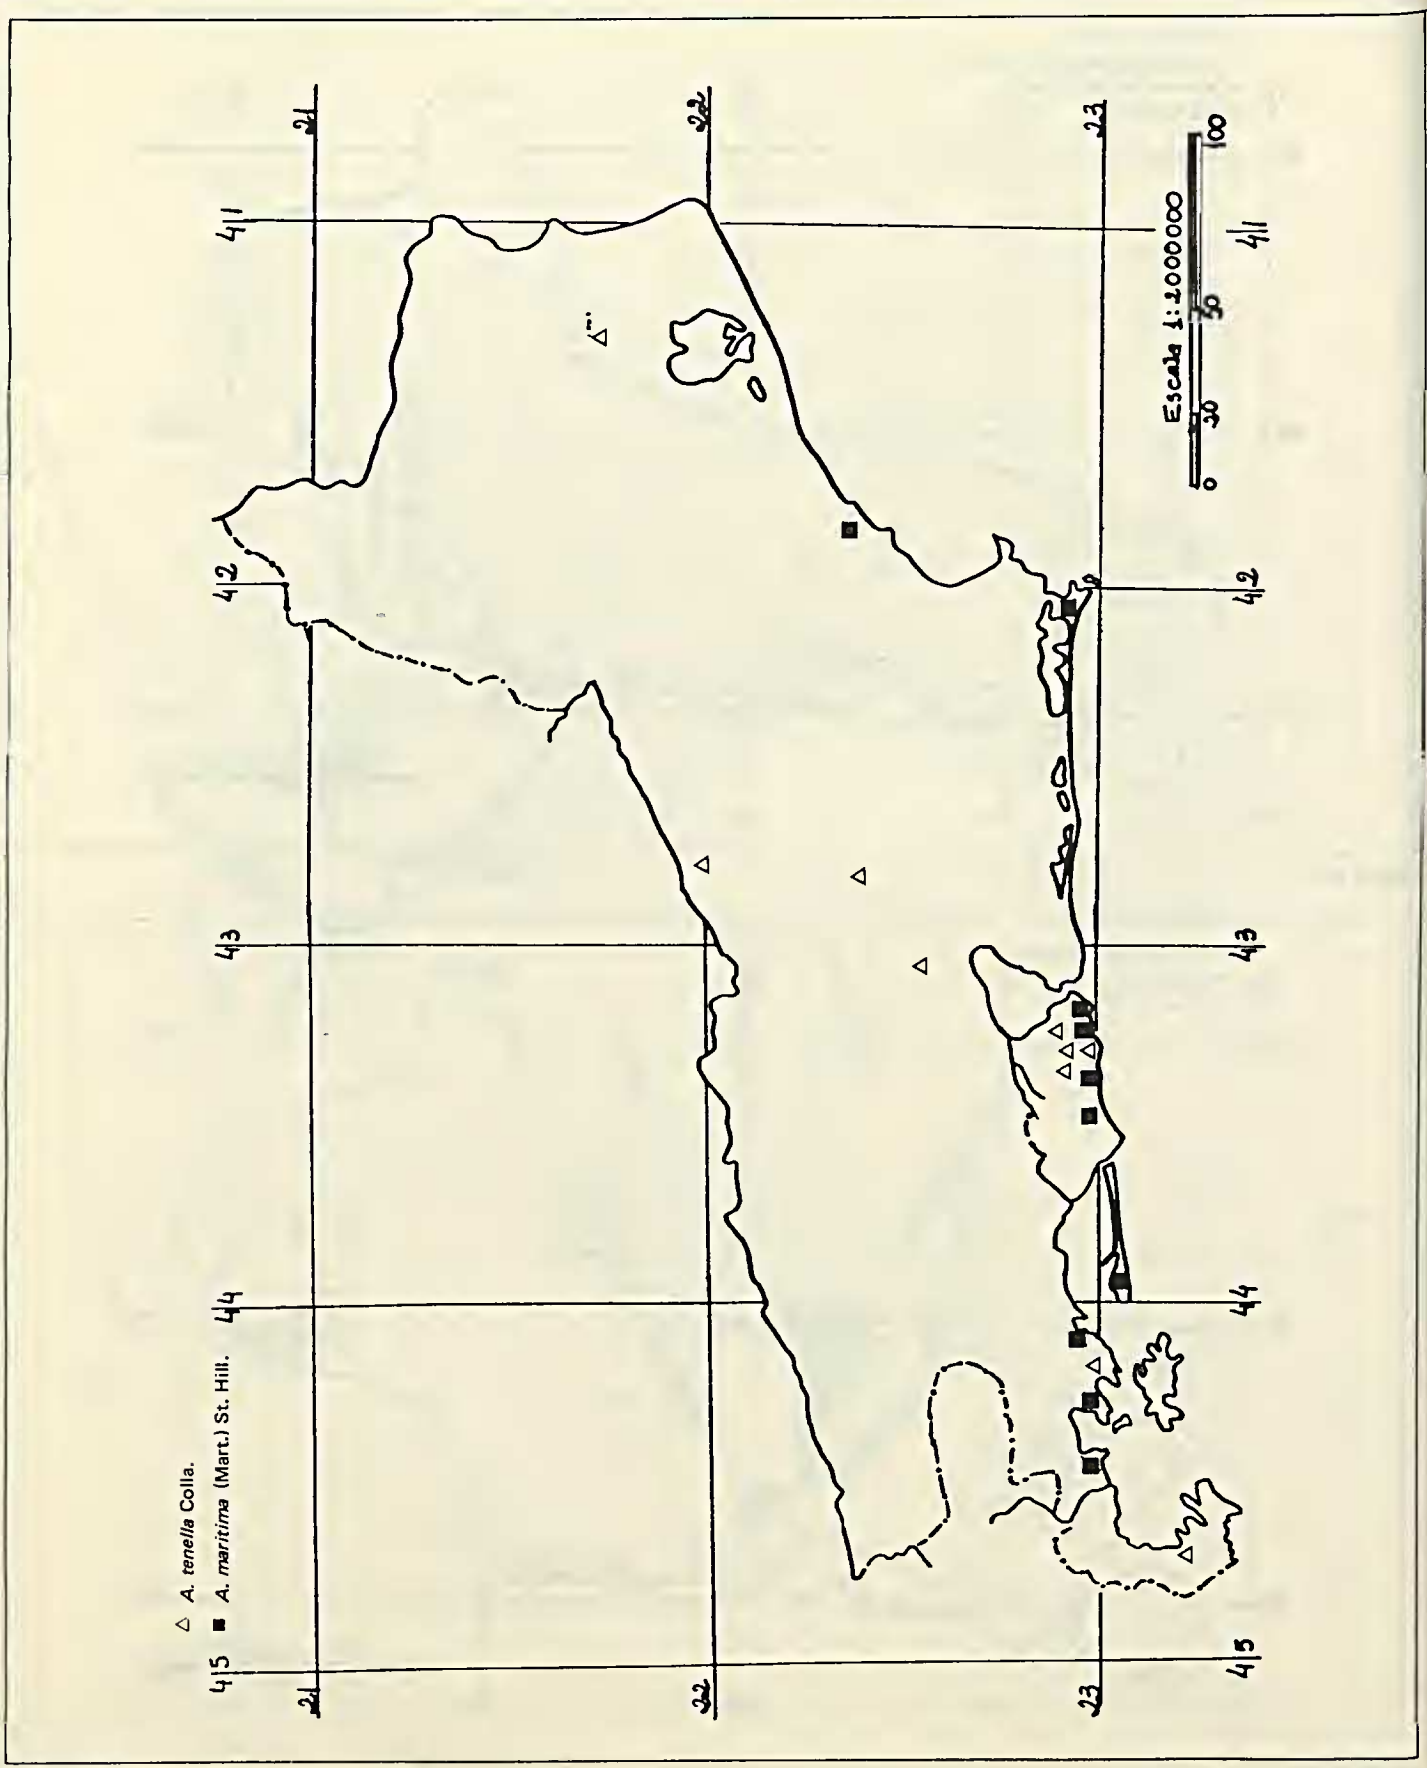 △ A. tenella Colla.
■ A. maritima (Mart.) St. Hill.
45 44 43 42 41
21 21
22 22
23 23
45 44 43 42 41
Escala 1:2000000
0 20 50 100